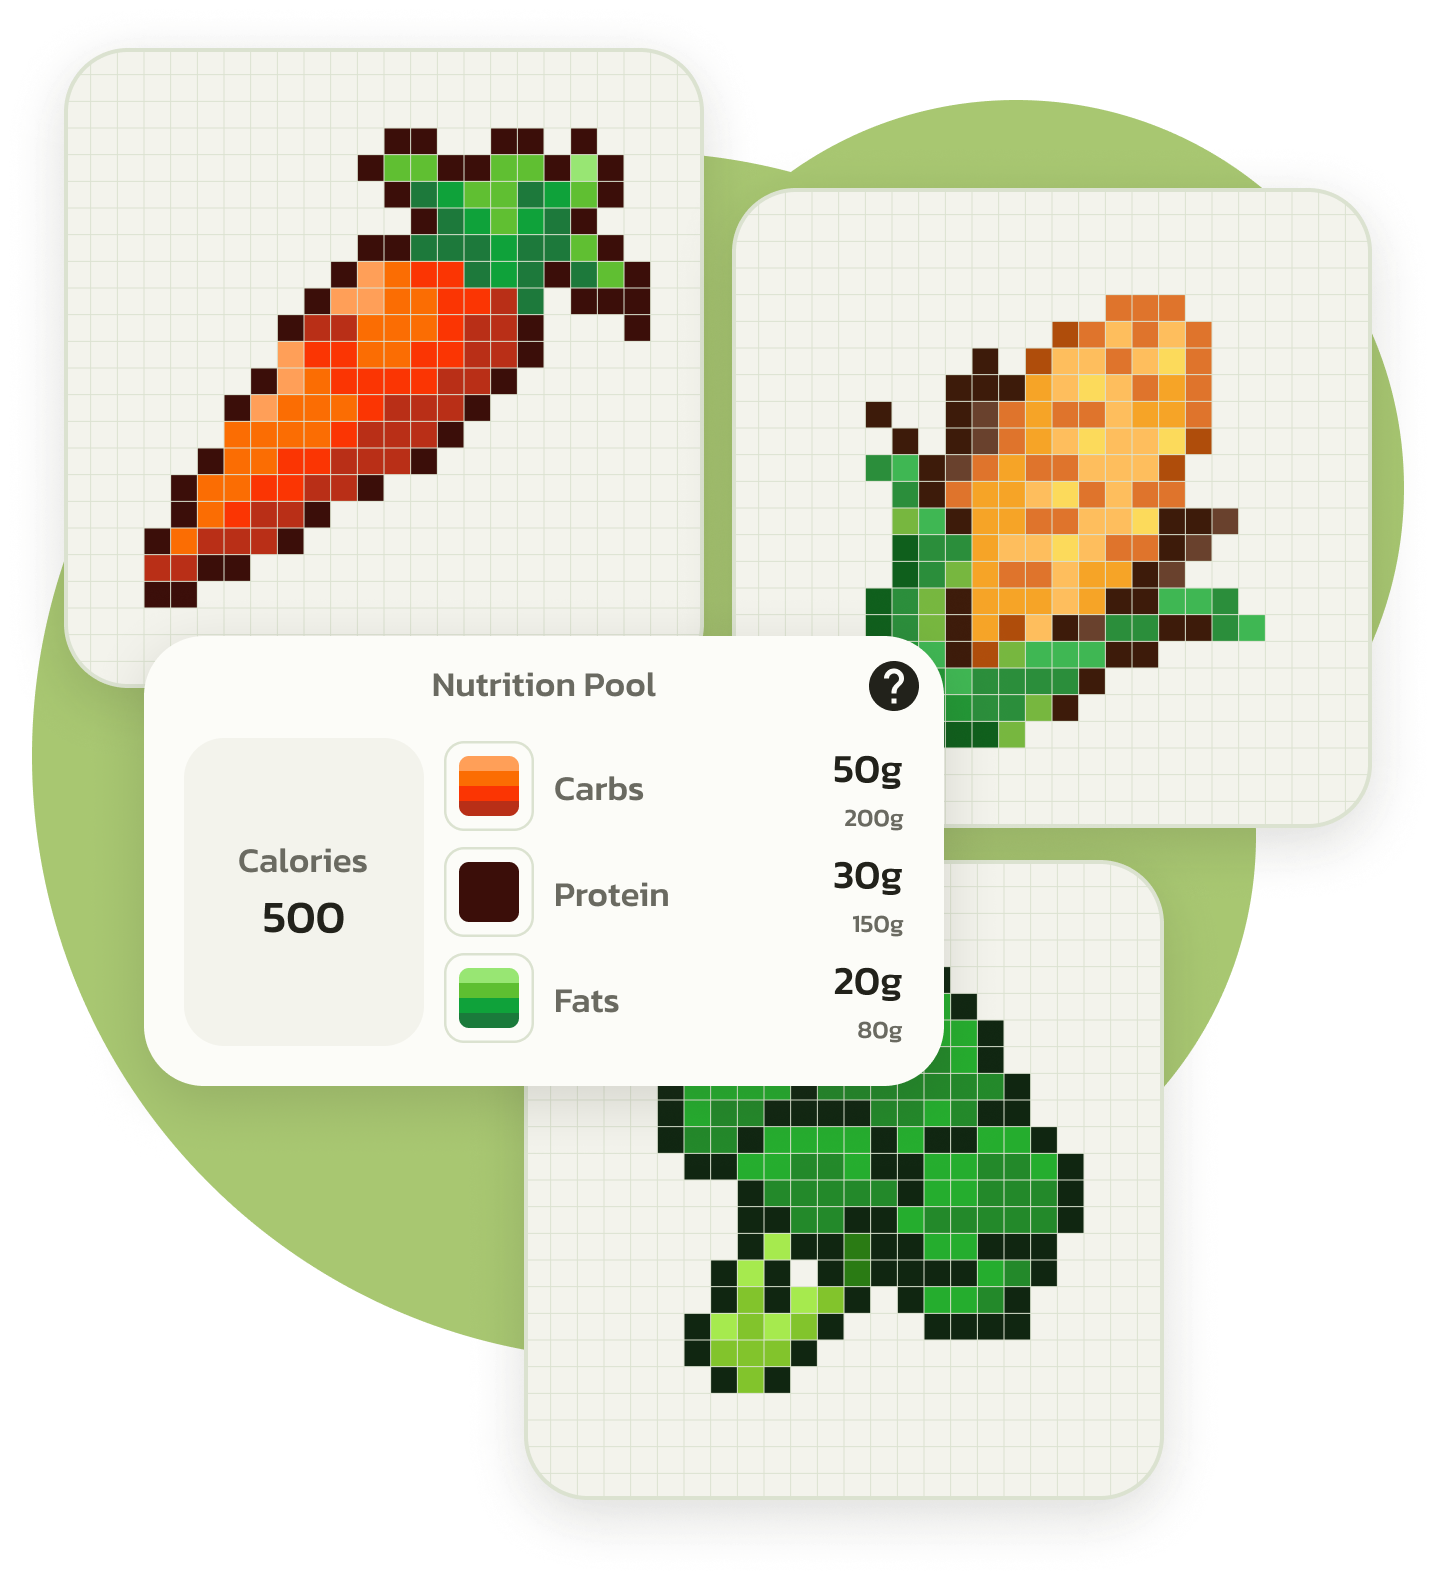 Nutrition Pool
?
Calories
500
Carbs
50g
200g
Protein
30g
150g
Fats
20g
80g